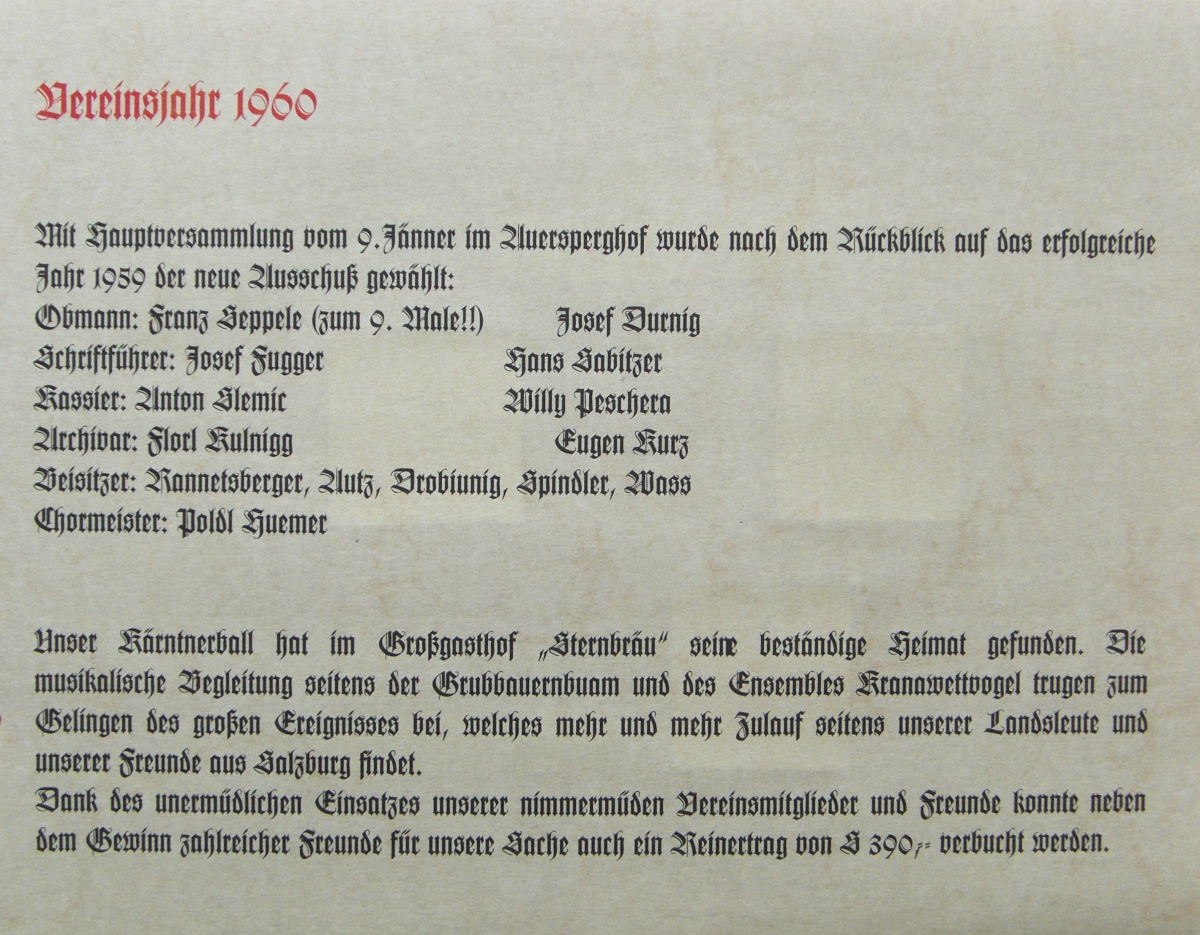 Vereinsjahr 1960
Mit Hauptversammlung vom 9.Jänner im Auersperghof wurde nach dem Rückblick auf das erfolgreiche
Jahr 1959 der neue Ausschuß gewählt:
Obmann: Franz Seppele (zum 9. Male!!) Josef Durnig
Schriftführer: Josef Fugger Hans Sabitzer
Kassier: Anton Slemic Willy Peschera
Archivar: Florl Kulnigg Eugen Kurz
Beisitzer: Rannetsberger, Autz, Drobiunig, Spindler, Wass
Chormeister: Poldl Huemer
Unser Kärntnerball hat im Großgasthof „Sternbräu“ seine beständige Heimat gefunden. Die
musikalische Begleitung seitens der Grubbauernbuam und des Ensembles Kranawettvogel trugen zum
Gelingen des großen Ereignisses bei, welches mehr und mehr Zulauf seitens unserer Landsleute und
unserer Freunde aus Salzburg findet.
Dank des unermüdlichen Einsatzes unserer nimmermüden Vereinsmitglieder und Freunde konnte neben
dem Gewinn zahlreicher Freunde für unsere Sache auch ein Reinertrag von S 390,- verbucht werden.